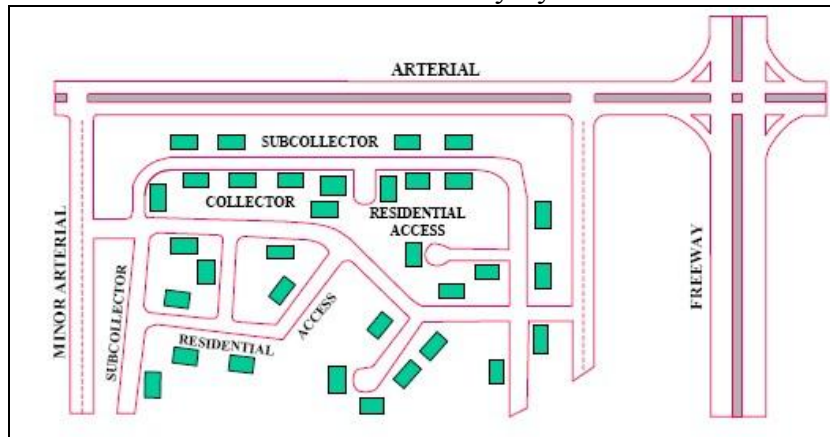 ARTERIAL
SUBCOLLECTOR
COLLECTOR
RESIDENTIAL
ACCESS
MINOR ARTERIAL
SUBCOLLECTOR
RESIDENTIAL
ACCESS
FREEWAY